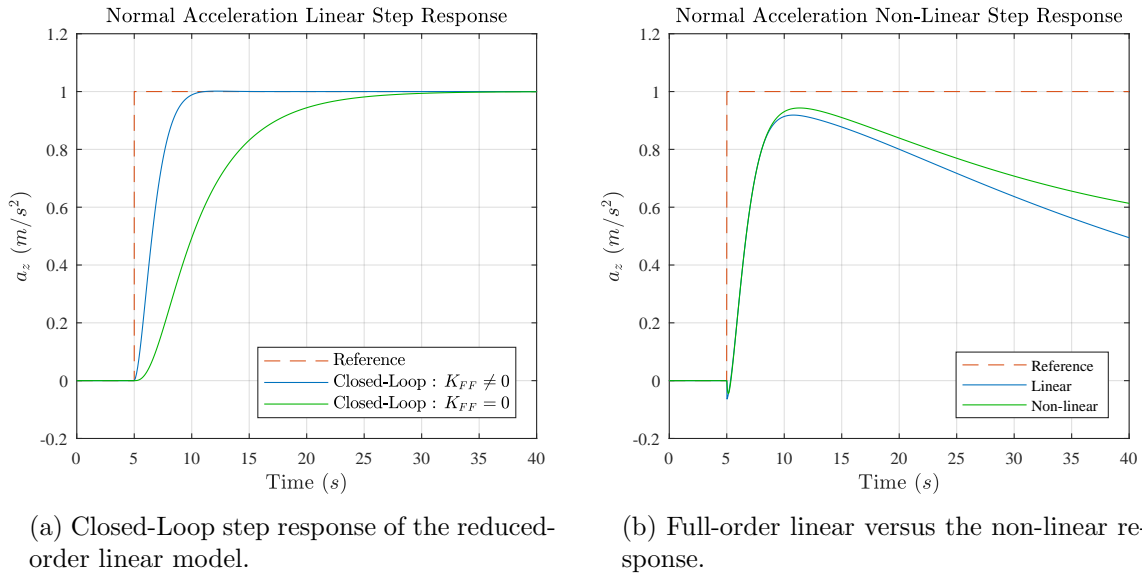 Normal Acceleration Linear Step Response
1.2
1
0.8
0.6
0.4
0.2
0
-0.2
a_z (m/s²)
0 5 10 15 20 25 30 35 40
Time (s)
Reference
Closed-Loop : K_FF ≠ 0
Closed-Loop : K_FF = 0
(a) Closed-Loop step response of the reduced-
order linear model.
Normal Acceleration Non-Linear Step Response
1.2
1
0.8
0.6
0.4
0.2
0
-0.2
a_z (m/s²)
0 5 10 15 20 25 30 35 40
Time (s)
Reference
Linear
Non-linear
(b) Full-order linear versus the non-linear re-
sponse.